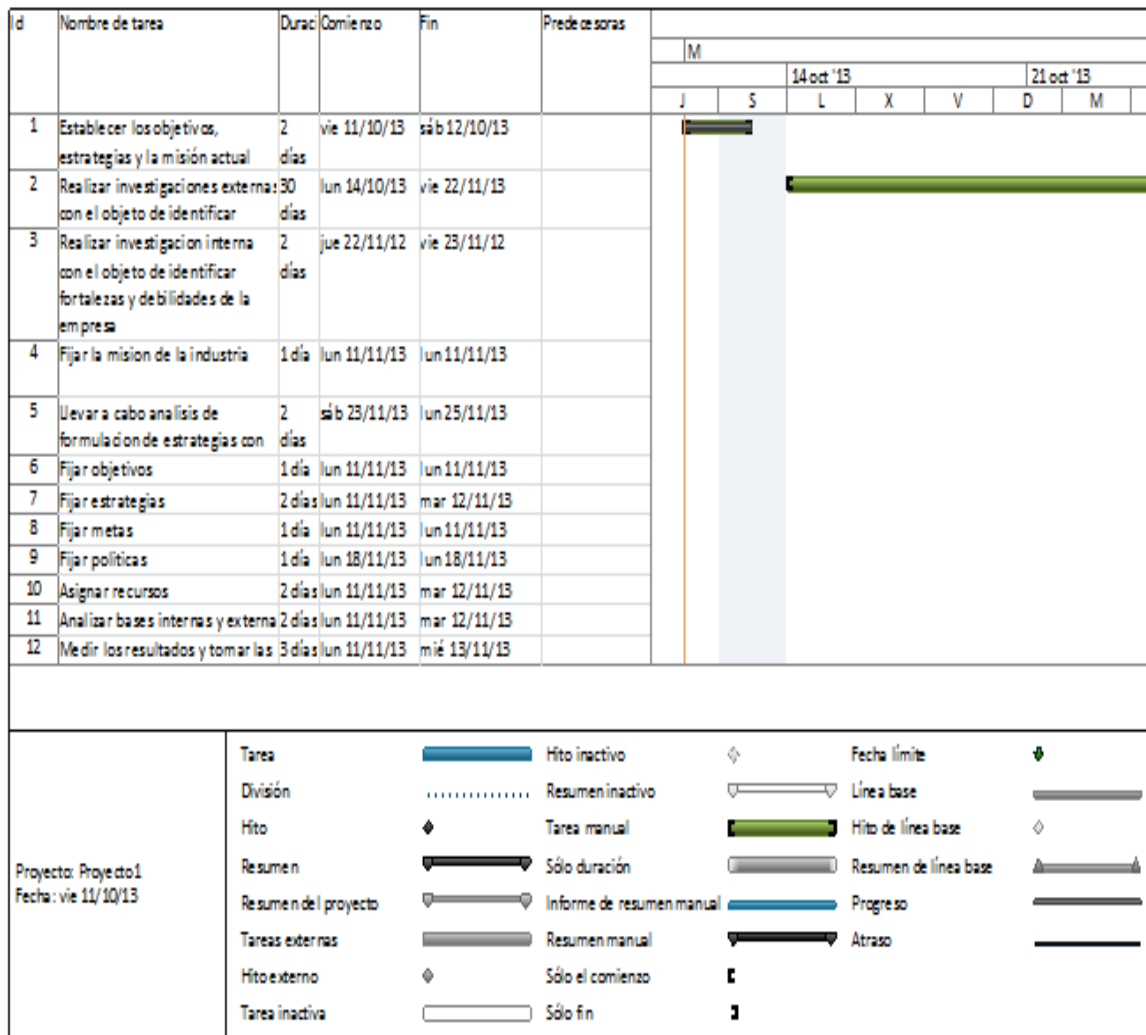 Id Nombre de tarea Duraci Comienzo Fin Predecesoras
M
14 oct '13 21 oct '13
J S L X V D M
1 Establecer los objetivos, 2 vie 11/10/13 sáb 12/10/13
estrategias y la misión actual días
2 Realizar investigaciones externas 30 lun 14/10/13 vie 22/11/13
con el objeto de identificar días
3 Realizar investigacion interna 2 jue 22/11/12 vie 23/11/12
con el objeto de identificar días
fortalezas y debilidades de la
empresa
4 Fijar la mision de la industria 1 día lun 11/11/13 lun 11/11/13
5 Llevar a cabo analisis de 2 sáb 23/11/13 lun 25/11/13
formulacion de estrategias con días
6 Fijar objetivos 1 día lun 11/11/13 lun 11/11/13
7 Fijar estrategias 2 días lun 11/11/13 mar 12/11/13
8 Fijar metas 1 día lun 11/11/13 lun 11/11/13
9 Fijar politicas 1 día lun 18/11/13 lun 18/11/13
10 Asignar recursos 2 días lun 11/11/13 mar 12/11/13
11 Analizar bases internas y externa 2 días lun 11/11/13 mar 12/11/13
12 Medir los resultados y tomar las 3 días lun 11/11/13 mié 13/11/13
Proyecto: Proyecto1
Fecha: vie 11/10/13
Tarea Hito inactivo Fecha límite
División Resumen inactivo Línea base
Hito Tarea manual Hito de línea base
Resumen Sólo duración Resumen de línea base
Resumen del proyecto Informe de resumen manual Progreso
Tareas externas Resumen manual Atraso
Hito externo Sólo el comienzo
Tarea inactiva Sólo fin